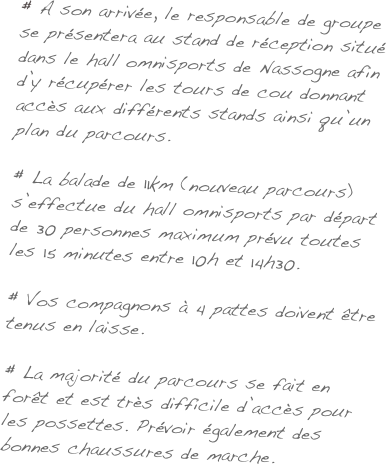 # A son arrivée, le responsable de groupe
se présentera au stand de réception situé
dans le hall omnisports de Nassogne afin
d'y récupérer les tours de cou donnant
accès aux différents stands ainsi qu'un
plan du parcours.

# La balade de 11km (nouveau parcours)
s'effectue du hall omnisports par départ
de 30 personnes maximum prévu toutes
les 15 minutes entre 10h et 14h30.

# Vos compagnons à 4 pattes doivent être
tenus en laisse.

# La majorité du parcours se fait en
forêt et est très difficile d'accès pour
les possettes. Prévoir également des
bonnes chaussures de marche.